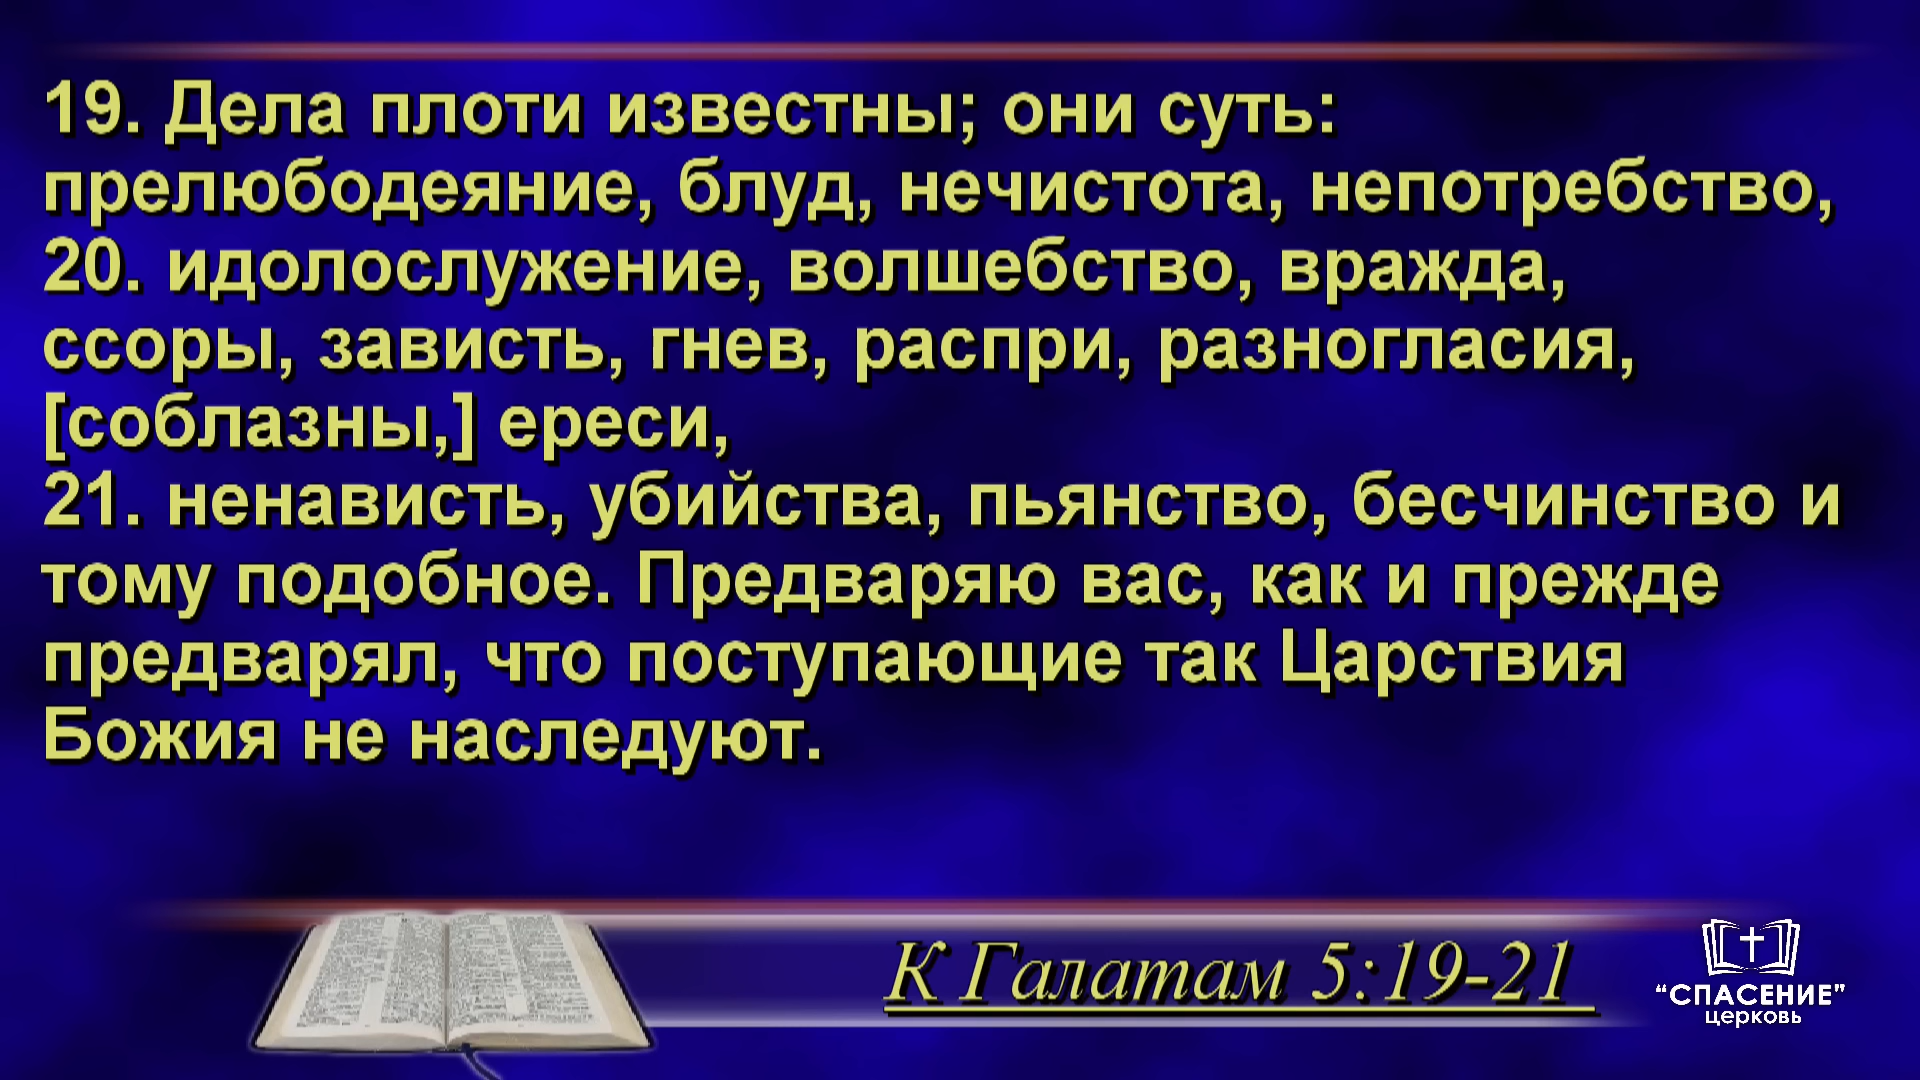 19. Дела плоти известны; они суть:
прелюбодеяние, блуд, нечистота, непотребство,
20. идолослужение, волшебство, вражда,
ссоры, зависть, гнев, распри, разногласия,
[соблазны,] ереси,
21. ненависть, убийства, пьянство, бесчинство и
тому подобное. Предваряю вас, как и прежде
предварял, что поступающие так Царствия
Божия не наследуют.
К Галатам 5:19-21
“СПАСЕНИЕ”
церковь